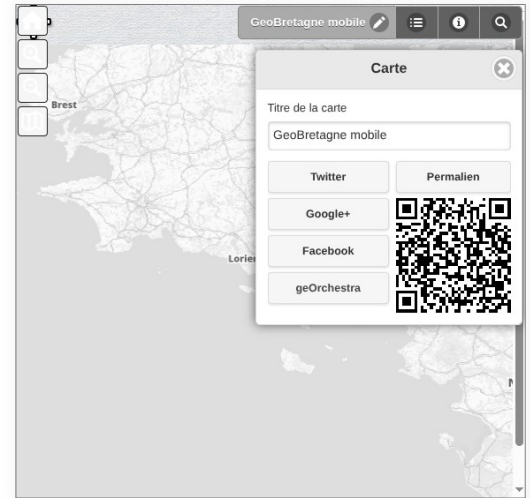 GeoBretagne mobile
Carte
Brest
Titre de la carte
GeoBretagne mobile
Twitter
Permalien
Google+
Facebook
Lorie
geOrchestra
N